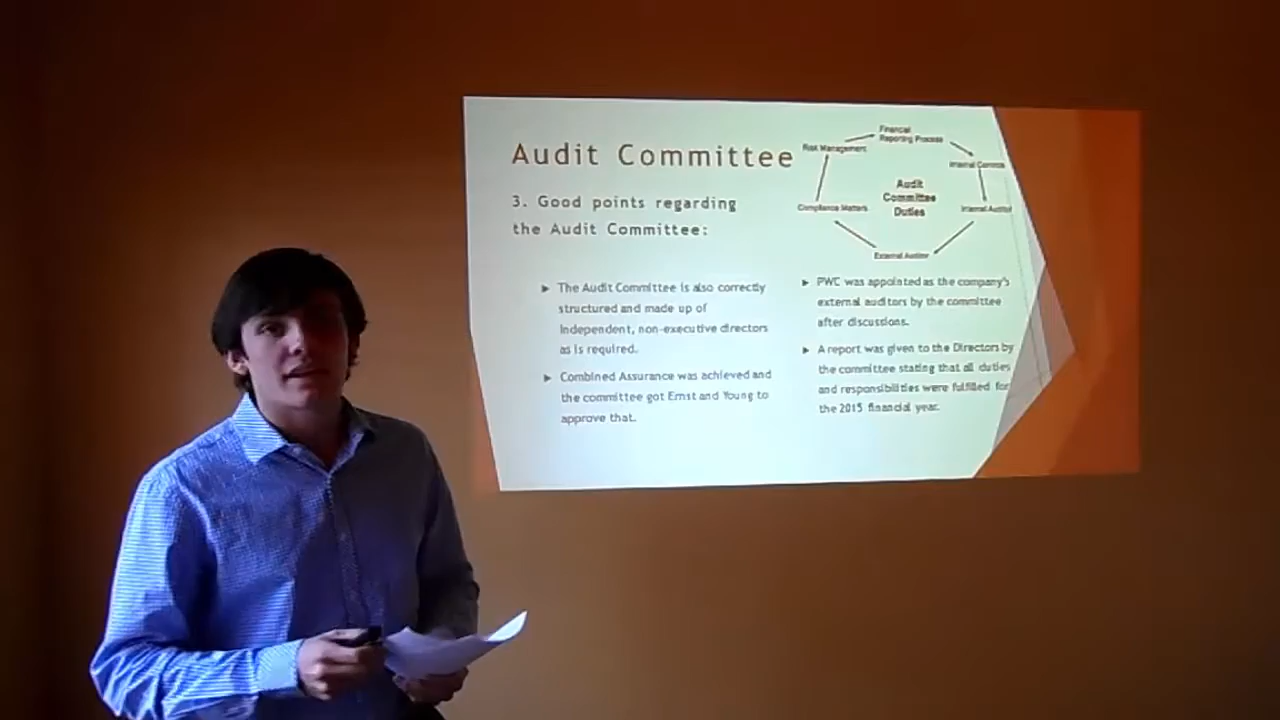 Audit Committee
3. Good points regarding
the Audit Committee:
▶ The Audit Committee is also correctly
structured and made up of
Independent, non-executive directors
as is required.
▶ Combined Assurance was achieved and
the committee got Ernst and Young to
approve that.
Financial
Reporting Process
Risk Management
Internal Controls
Audit
Committee
Duties
Compliance Matters
Internal Auditor
External Auditor
▶ PWC was appointed as the company's
external auditors by the committee
after discussions.
▶ A report was given to the Directors by
the committee stating that all duties
and responsibilities were fulfilled for
the 2015 financial year.